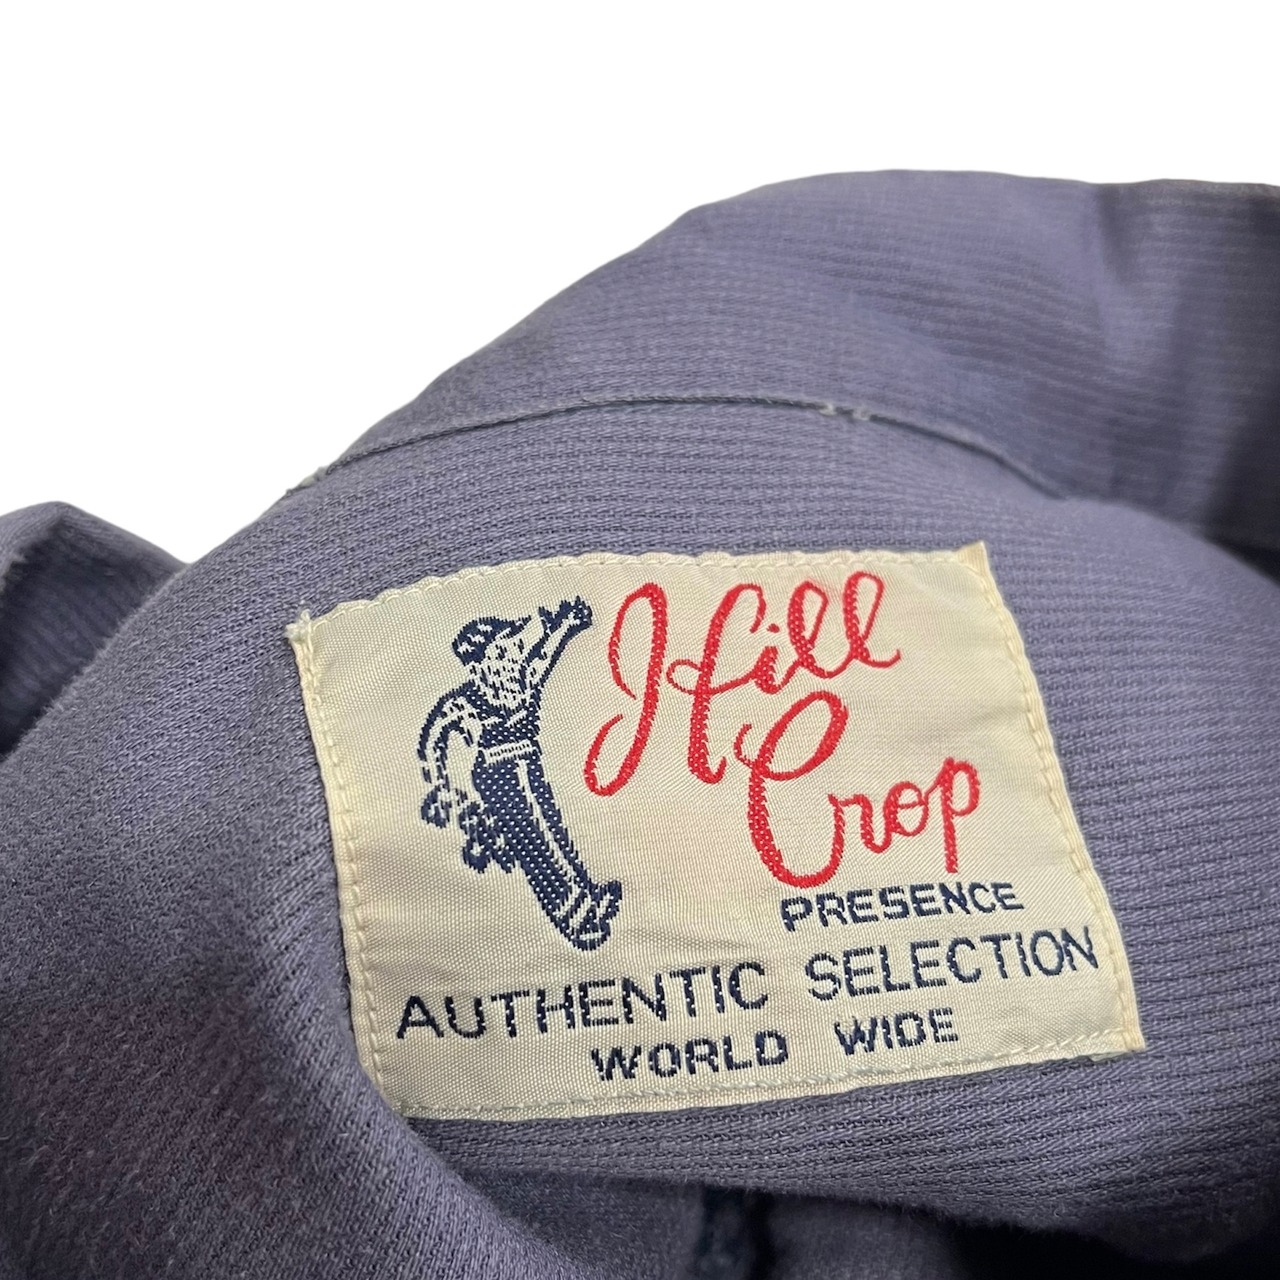 Hill
Crop
PRESENCE
AUTHENTIC SELECTION
WORLD WIDE